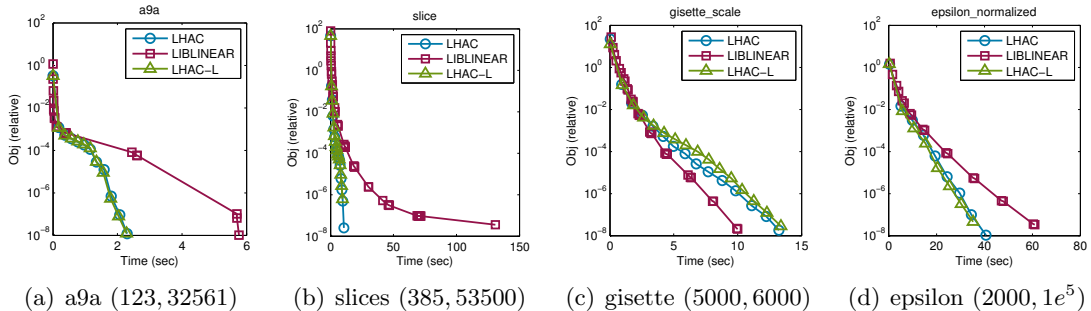 a9a
slice
gisette_scale
epsilon_normalized
Obj (relative)
10^2
10^0
10^-2
10^-4
10^-6
10^-8
LHAC
LIBLINEAR
LHAC-L
0 2 4 6
Time (sec)
Obj (relative)
10^2
10^0
10^-2
10^-4
10^-6
10^-8
LHAC
LIBLINEAR
LHAC-L
0 50 100 150
Time (sec)
Obj (relative)
10^2
10^0
10^-2
10^-4
10^-6
10^-8
LHAC
LIBLINEAR
LHAC-L
0 5 10 15
Time (sec)
Obj (relative)
10^2
10^0
10^-2
10^-4
10^-6
10^-8
LHAC
LIBLINEAR
LHAC-L
0 20 40 60 80
Time (sec)
(a) a9a (123, 32561)
(b) slices (385, 53500)
(c) gisette (5000, 6000)
(d) epsilon (2000, 1e^5)